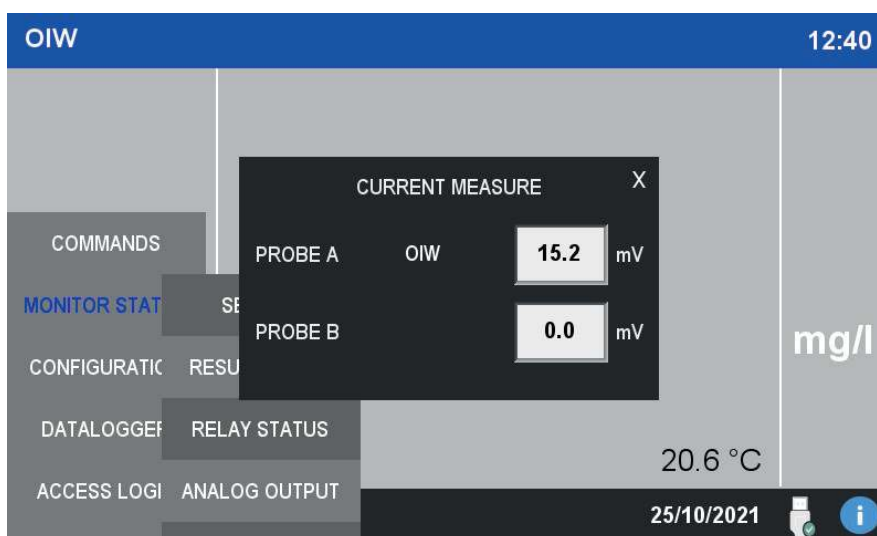 OIW 12:40
CURRENT MEASURE X
PROBE A OIW 15.2 mV
PROBE B 0.0 mV
COMMANDS
MONITOR STAT
CONFIGURATIC
DATALOGGEF
ACCESS LOGI
SE
RESU
RELAY STATUS
ANALOG OUTPUT
mg/l
20.6 °C
25/10/2021
i